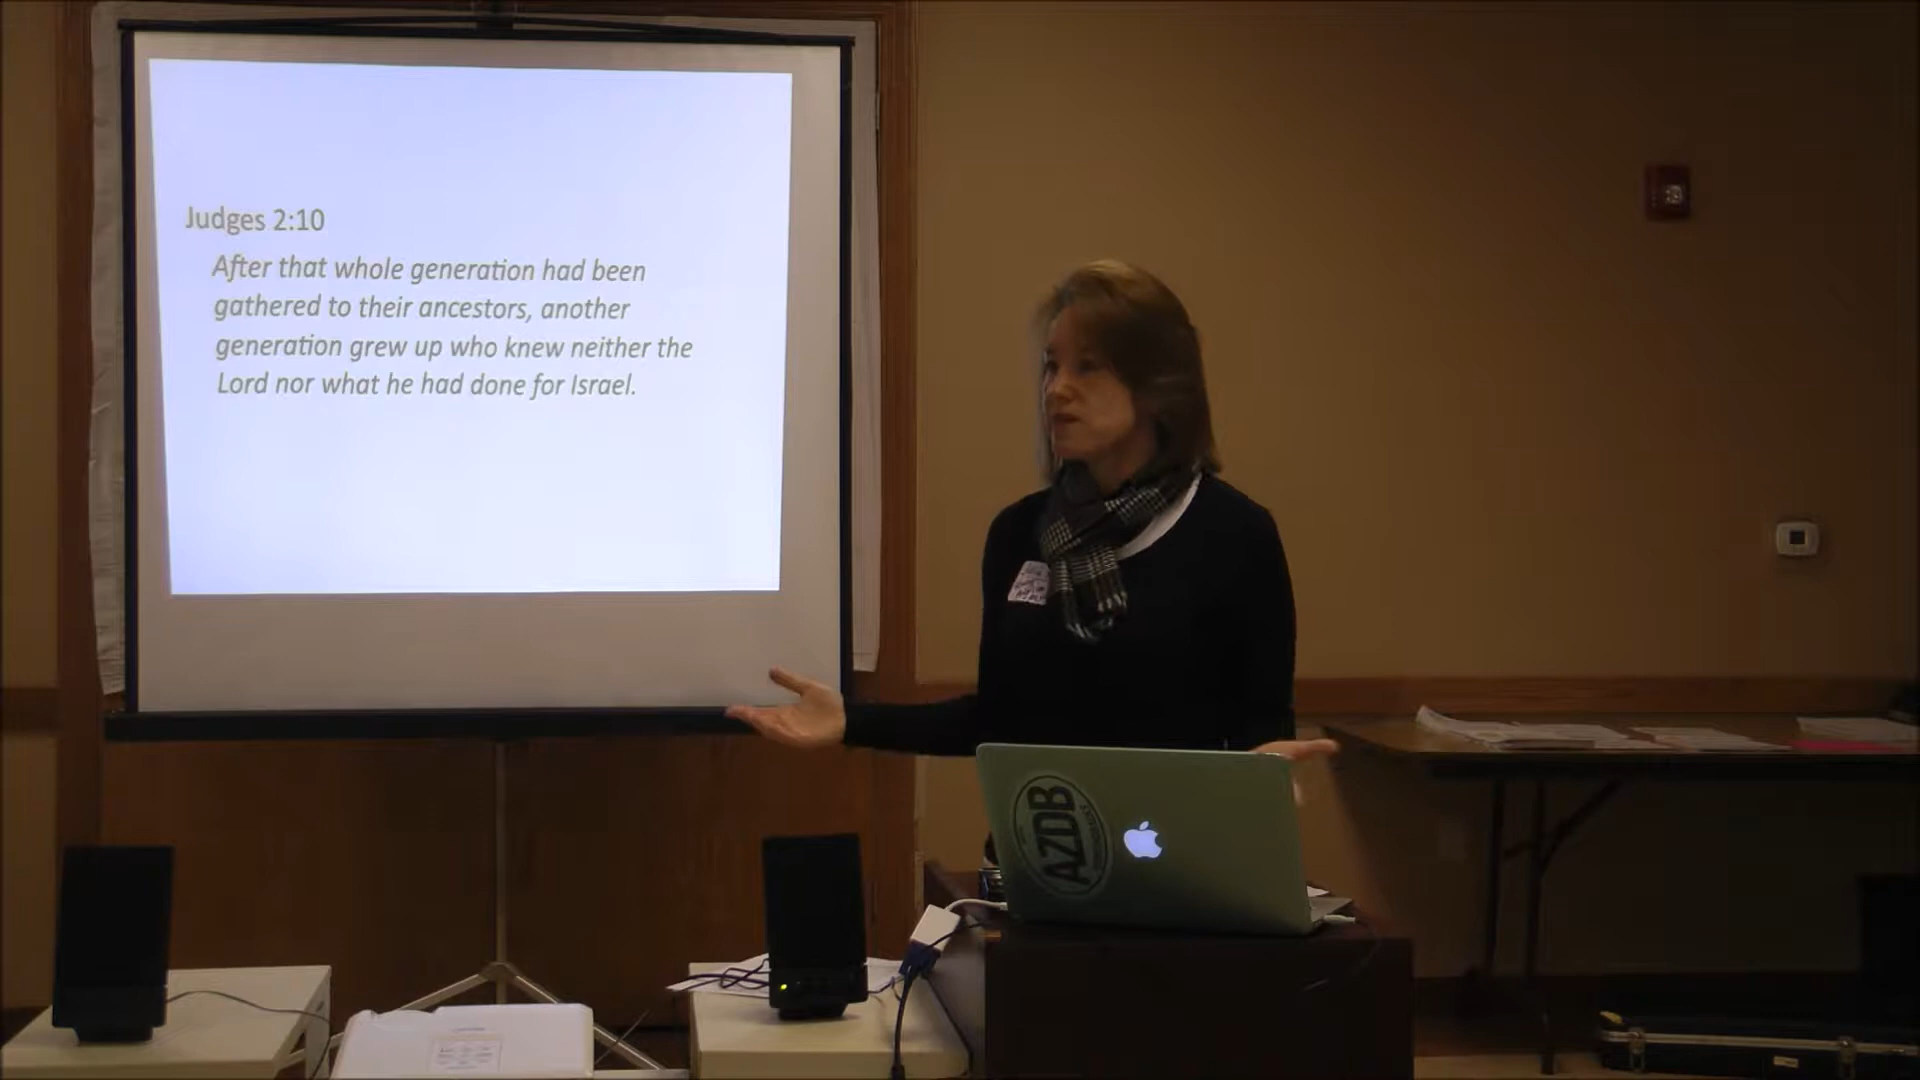 Judges 2:10
After that whole generation had been
gathered to their ancestors, another
generation grew up who knew neither the
Lord nor what he had done for Israel.
AZDB